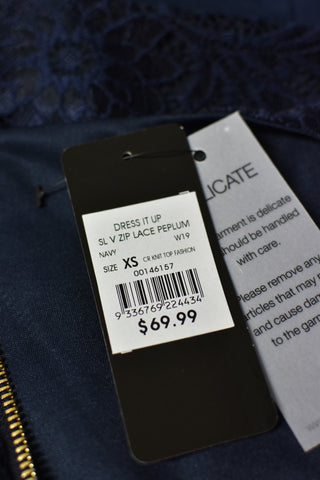 DRESS IT UP
SL V ZIP LACE PEPLUM
NAVY W19
SIZE XS CR KNIT TOP FASHION
00146157
9 336769 224434
$69.99
LICATE
arment is delicate
hould be handled
with care.
Please remove any
articles that may
and cause dam
to the garm